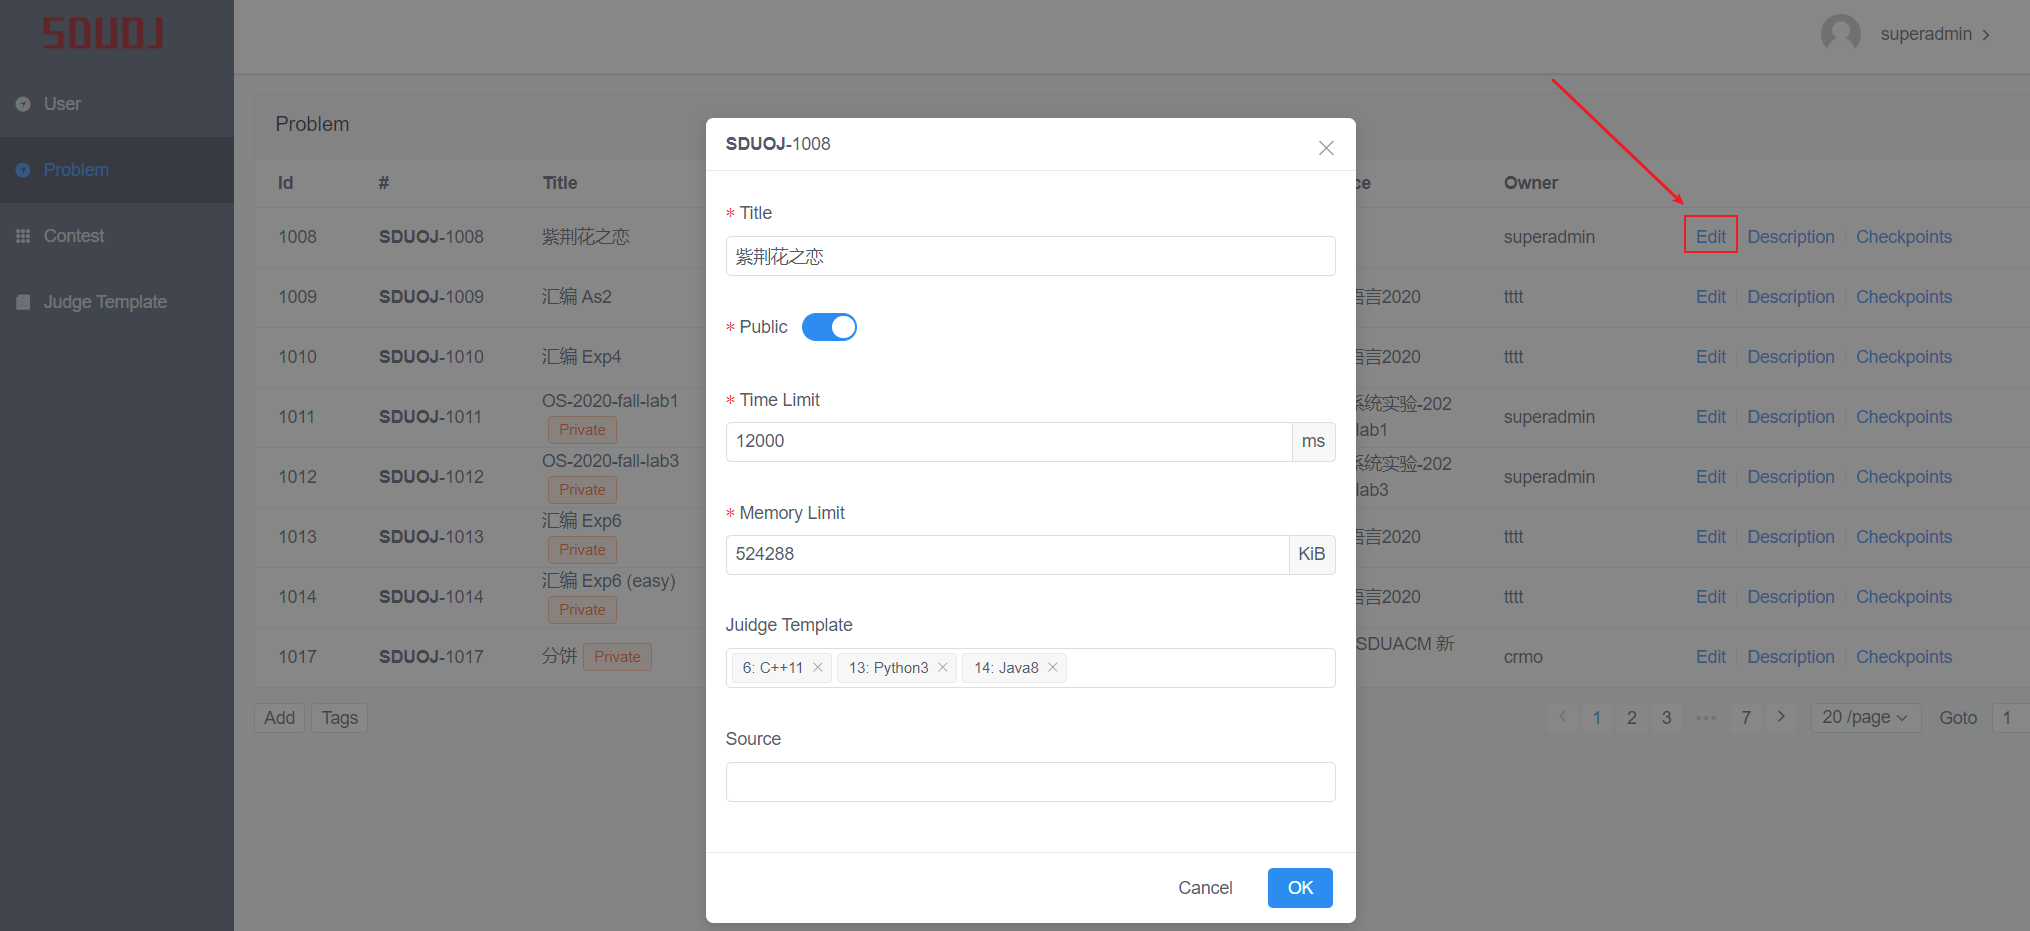 SDUOJ
superadmin
User
Problem
Contest
Judge Template
Problem
Id # Title ce Owner
1008 SDUOJ-1008 紫荆花之恋 superadmin Edit Description Checkpoints
1009 SDUOJ-1009 汇编 As2 语言2020 tttt Edit Description Checkpoints
1010 SDUOJ-1010 汇编 Exp4 语言2020 tttt Edit Description Checkpoints
1011 SDUOJ-1011 OS-2020-fall-lab1 Private 系统实验-202 lab1 superadmin Edit Description Checkpoints
1012 SDUOJ-1012 OS-2020-fall-lab3 Private 系统实验-202 lab3 superadmin Edit Description Checkpoints
1013 SDUOJ-1013 汇编 Exp6 Private 语言2020 tttt Edit Description Checkpoints
1014 SDUOJ-1014 汇编 Exp6 (easy) Private 语言2020 tttt Edit Description Checkpoints
1017 SDUOJ-1017 分饼 Private SDUACM 新 crmo Edit Description Checkpoints
Add Tags
1 2 3 ••• 7 20 /page Goto 1
SDUOJ-1008
* Title
紫荆花之恋
* Public
* Time Limit
12000 ms
* Memory Limit
524288 KiB
Juidge Template
6: C++11 13: Python3 14: Java8
Source
Cancel OK